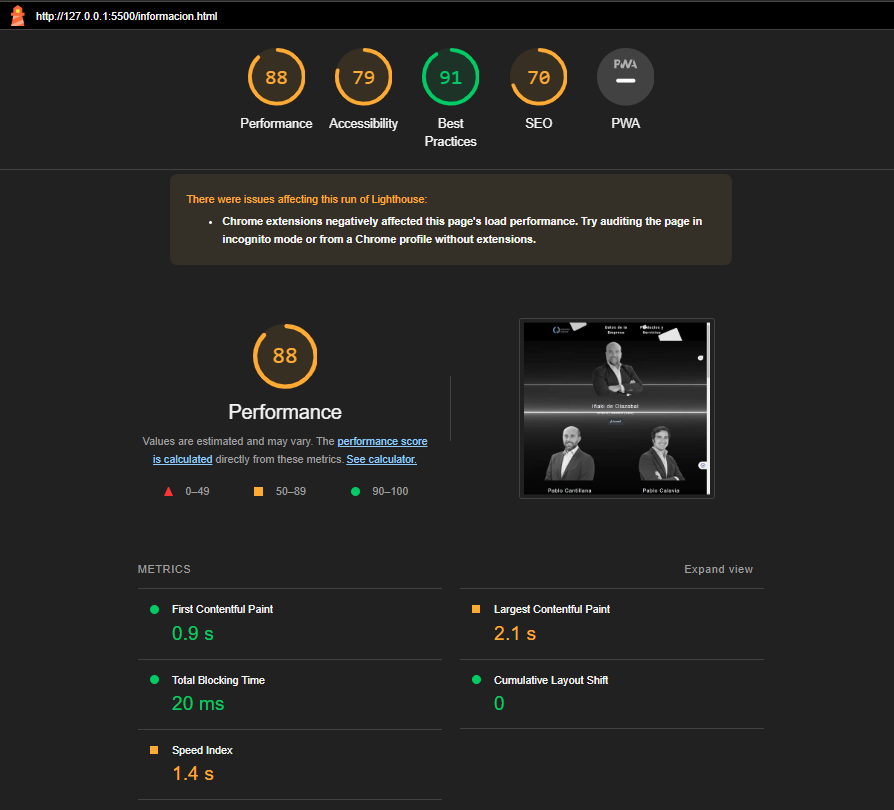 http://127.0.0.1:5500/informacion.html
88
79
91
70
PWA
Performance
Accessibility
Best
Practices
SEO
PWA
There were issues affecting this run of Lighthouse:
Chrome extensions negatively affected this page's load performance. Try auditing the page in
incognito mode or from a Chrome profile without extensions.
88
Performance
Values are estimated and may vary. The performance score
is calculated directly from these metrics. See calculator.
0–49
50–89
90–100
Datos de la
Empresa
Productos y
Servicios
Iñaki de Olazabal
Pablo Cantillana
Pablo Calavia
METRICS
Expand view
First Contentful Paint
0.9 s
Largest Contentful Paint
2.1 s
Total Blocking Time
20 ms
Cumulative Layout Shift
0
Speed Index
1.4 s